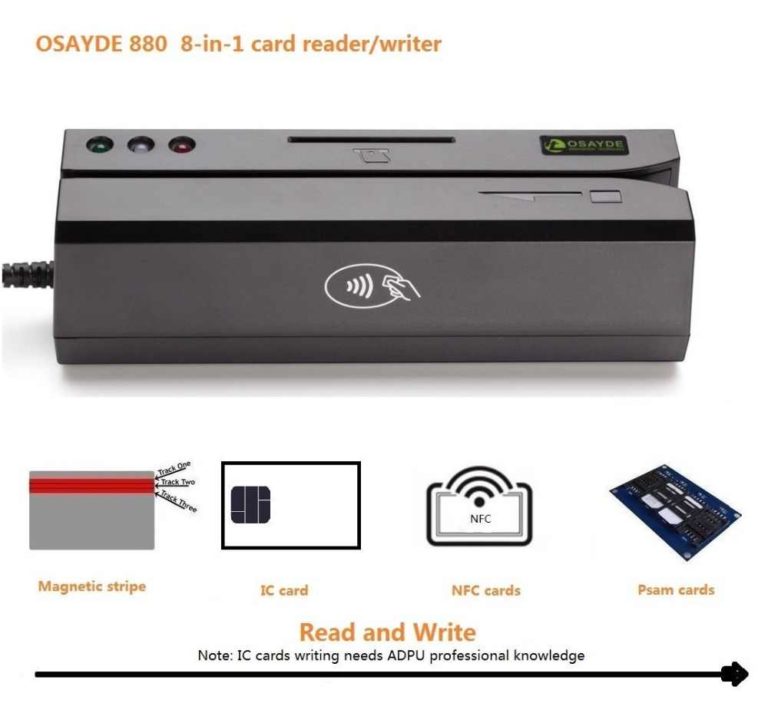 OSAYDE 880 8-in-1 card reader/writer
OSAYDE
Track One
Track Two
Track Three
NFC
Magnetic stripe
IC card
NFC cards
Psam cards
Read and Write
Note: IC cards writing needs ADPU professional knowledge